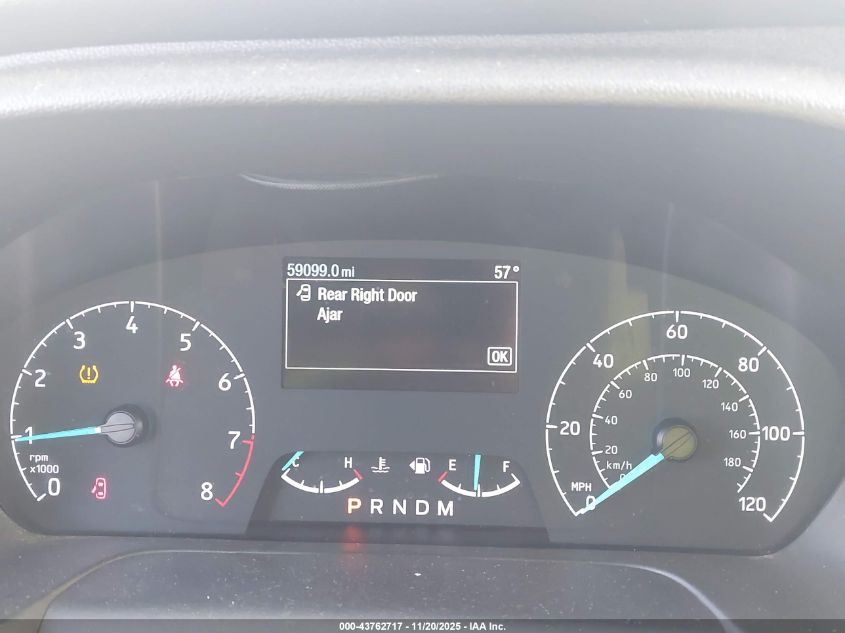 59099.0 mi 57°
Rear Right Door
Ajar
OK
0 1 2 3 4 5 6 7 8
rpm
x1000
C H E F
P R N D M
0 20 40 60 80 100 120
MPH
0 20 40 60 80 100 120 140 160 180
km/h
000-43762717 - 11/20/2025 - IAA Inc.